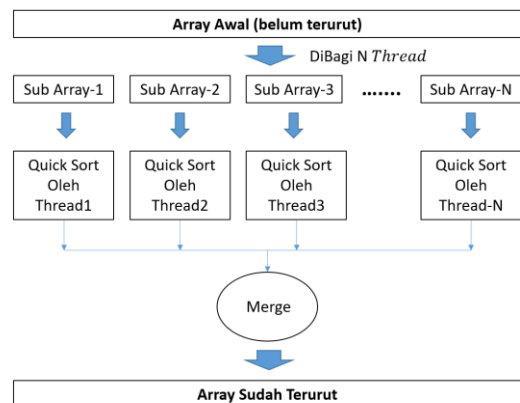 Array Awal (belum terurut)
DiBagi N Thread
Sub Array-1
Sub Array-2
Sub Array-3
.......
Sub Array-N
Quick Sort
Oleh
Thread1
Quick Sort
Oleh
Thread2
Quick Sort
Oleh
Thread3
Quick Sort
Oleh
Thread-N
Merge
Array Sudah Terurut